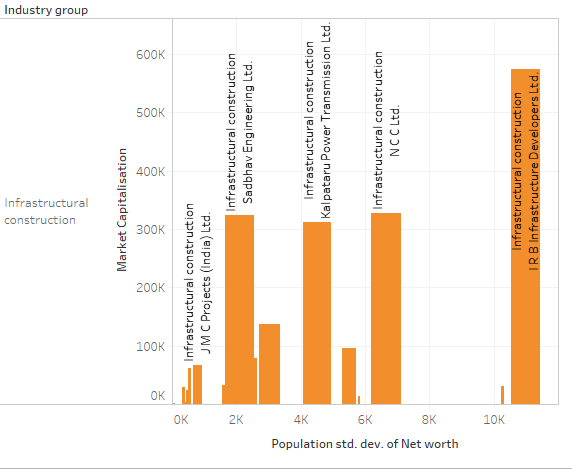 Industry group
Infrastructural
construction
Market Capitalisation
600K
500K
400K
300K
200K
100K
0K
Infrastructural construction
J M C Projects (India) Ltd.
Infrastructural construction
Sadbhav Engineering Ltd.
Infrastructural construction
Kalpataru Power Transmission Ltd.
Infrastructural construction
N C C Ltd.
Infrastructural construction
I R B Infrastructure Developers Ltd.
0K 2K 4K 6K 8K 10K
Population std. dev. of Net worth